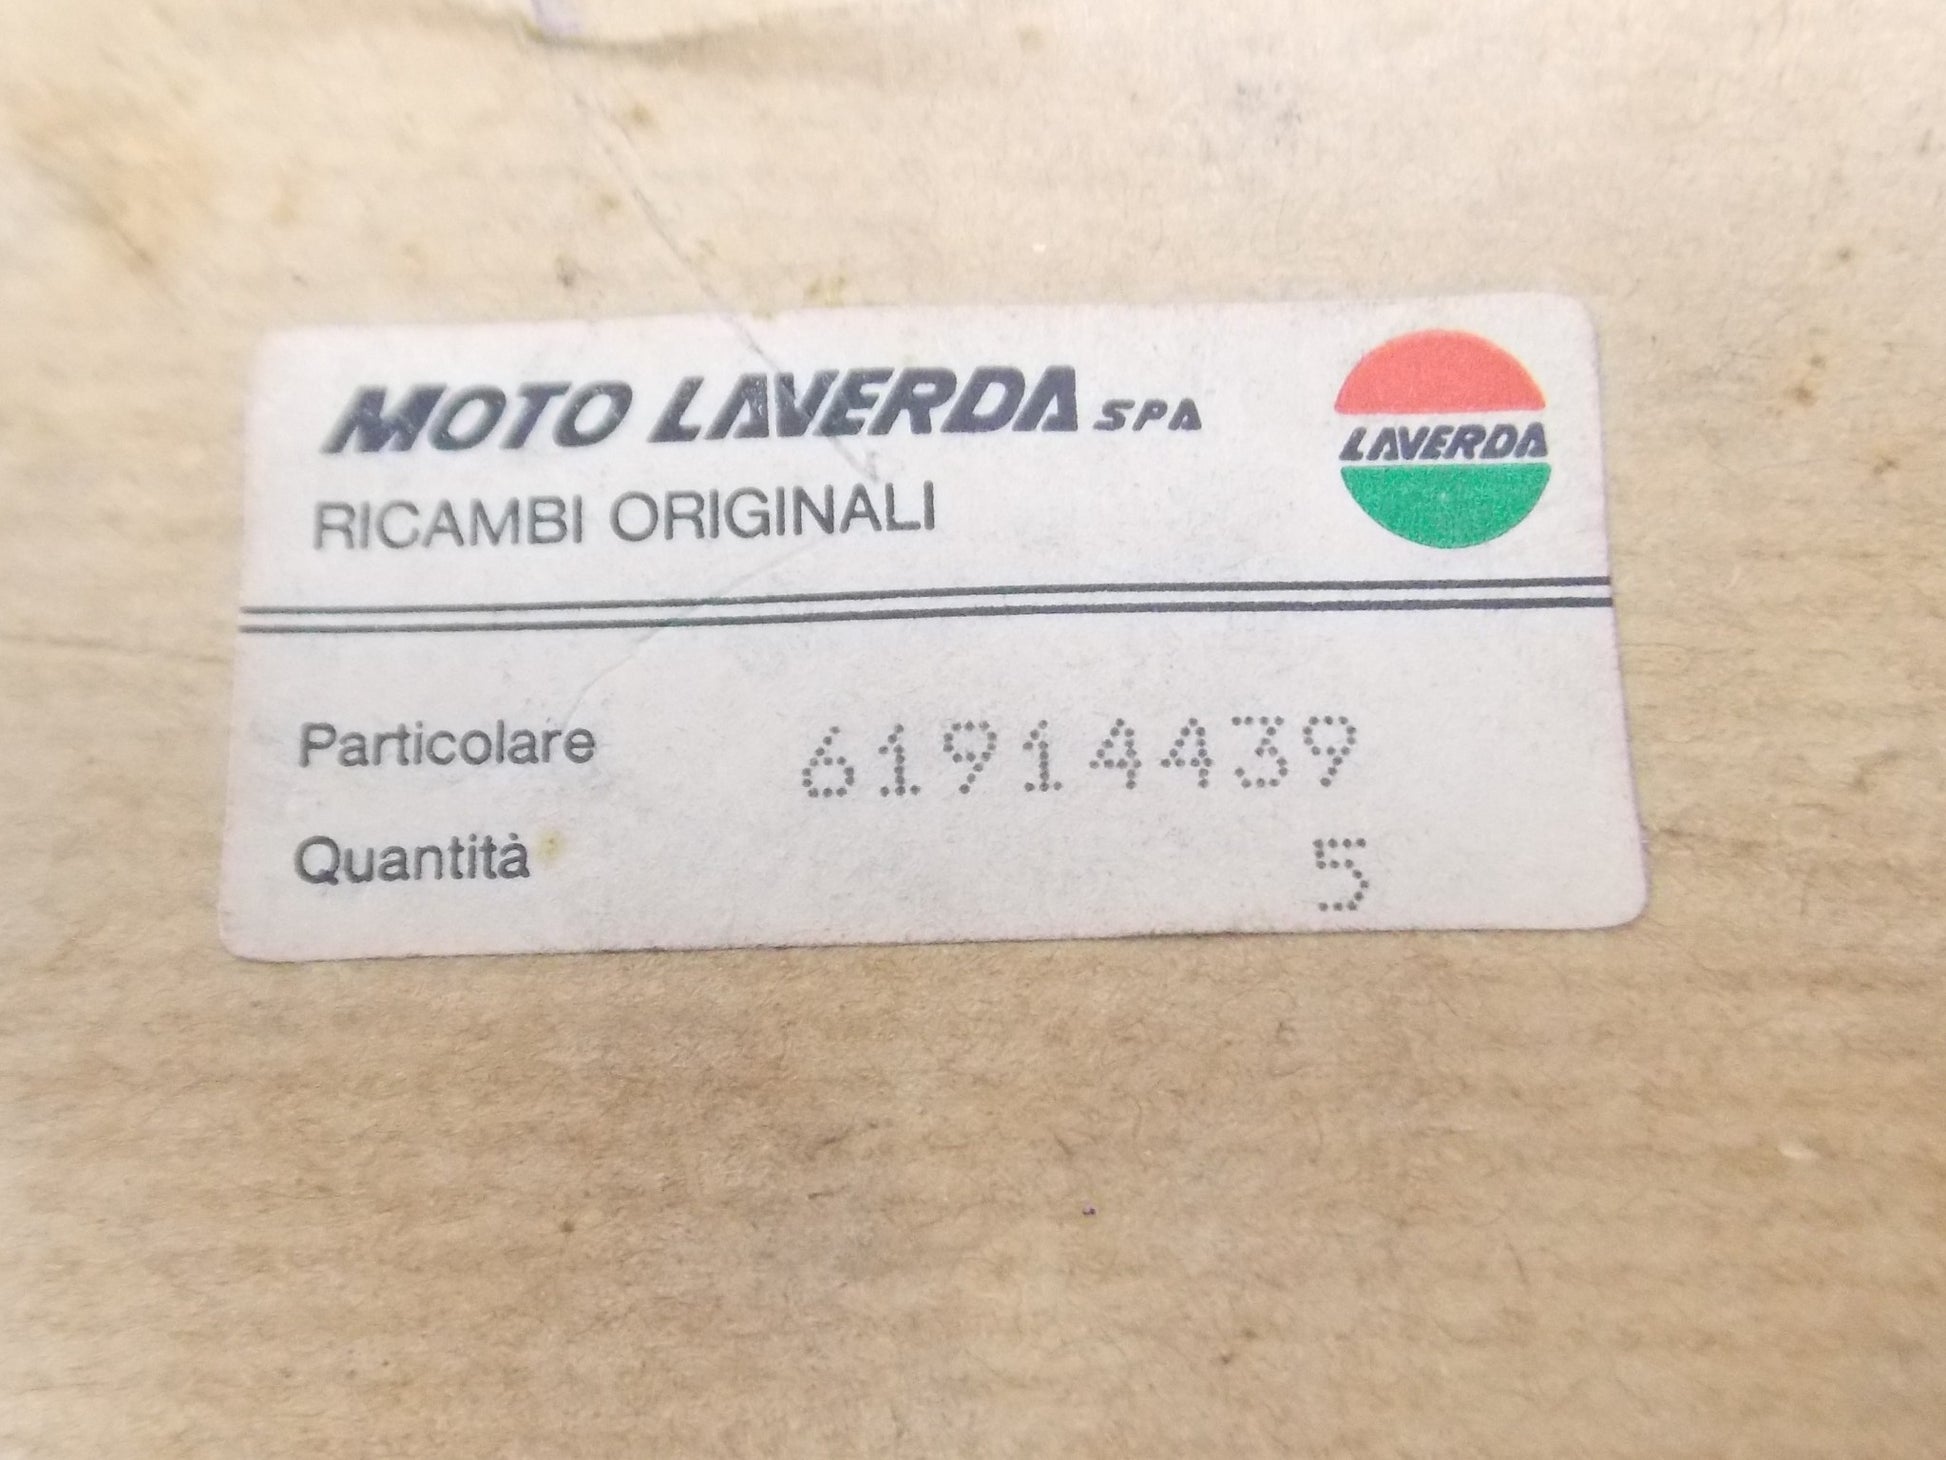 MOTO LAVERDA SPA
LAVERDA
RICAMBI ORIGINALI
Particolare 61914439
Quantità 5